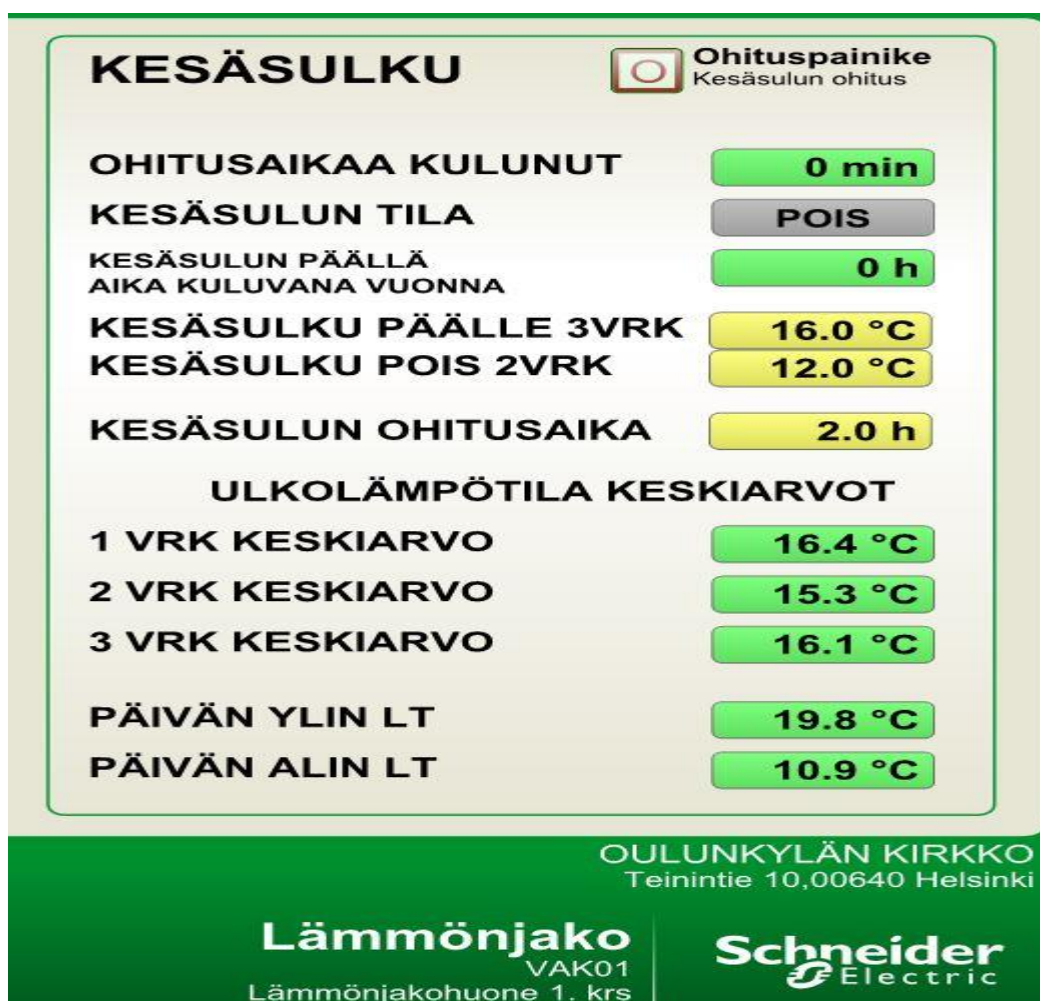 KESÄSULKU
Ohituspainike
Kesäsulun ohitus
OHITUSAIKAA KULUNUT 0 min
KESÄSULUN TILA POIS
KESÄSULUN PÄÄLLÄ
AIKA KULUVANA VUONNA 0 h
KESÄSULKU PÄÄLLE 3VRK 16.0 °C
KESÄSULKU POIS 2VRK 12.0 °C
KESÄSULUN OHITUSAIKA 2.0 h
ULKOLÄMPÖTILA KESKIARVOT
1 VRK KESKIARVO 16.4 °C
2 VRK KESKIARVO 15.3 °C
3 VRK KESKIARVO 16.1 °C
PÄIVÄN YLIN LT 19.8 °C
PÄIVÄN ALIN LT 10.9 °C
OULUNKYLÄN KIRKKO
Teinintie 10,00640 Helsinki
Lämmönjako
VAK01
Lämmönjakohuone 1. krs
Schneider
Electric